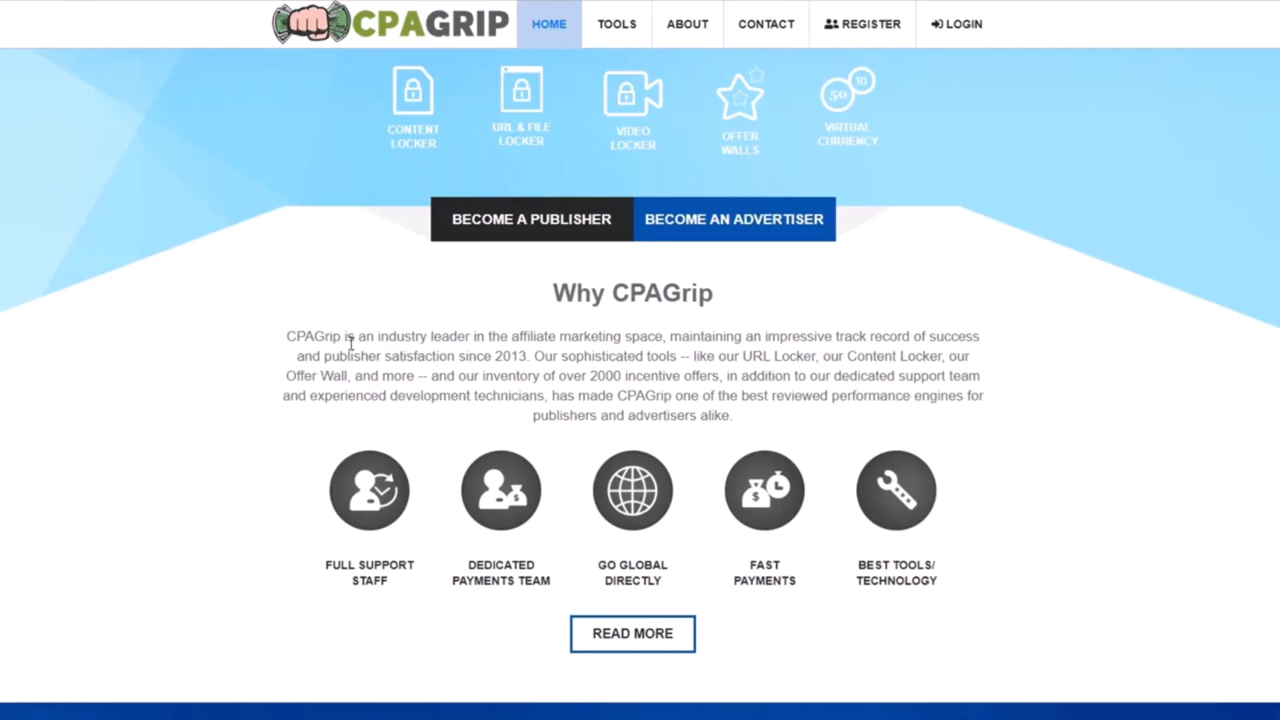 CPAGRIP
HOME
TOOLS
ABOUT
CONTACT
REGISTER
LOGIN
CONTENT
LOCKER
URL & FILE
LOCKER
VIDEO
LOCKER
OFFER
WALLS
50
10
VIRTUAL
CURRENCY
BECOME A PUBLISHER
BECOME AN ADVERTISER
Why CPAGrip
CPAGrip is an industry leader in the affiliate marketing space, maintaining an impressive track record of success
and publisher satisfaction since 2013. Our sophisticated tools -- like our URL Locker, our Content Locker, our
Offer Wall, and more -- and our inventory of over 2000 incentive offers, in addition to our dedicated support team
and experienced development technicians, has made CPAGrip one of the best reviewed performance engines for
publishers and advertisers alike.
$
$
FULL SUPPORT
STAFF
DEDICATED
PAYMENTS TEAM
GO GLOBAL
DIRECTLY
FAST
PAYMENTS
BEST TOOLS/
TECHNOLOGY
READ MORE